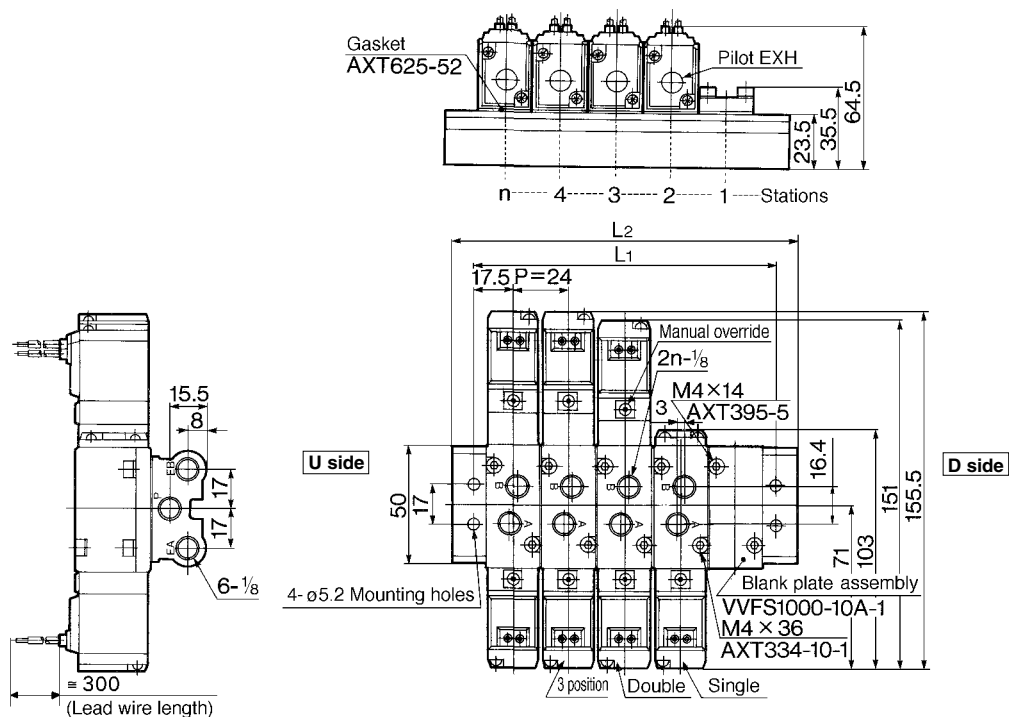 Gasket
AXT625-52
Pilot EXH
23.5
35.5
64.5
n 4 3 2 1 Stations
L2
L1
17.5 P=24
Manual override
2n-1/8
M4×14
3 AXT395-5
15.5
8
U side
D side
EB
P
EA
17
17
50
17
B B B B
A A A A
16.4
71
103
151
155.5
6-1/8
4-ø5.2 Mounting holes
Blank plate assembly
VVFS1000-10A-1
M4×36
AXT334-10-1
≅300
(Lead wire length)
3 position Double Single